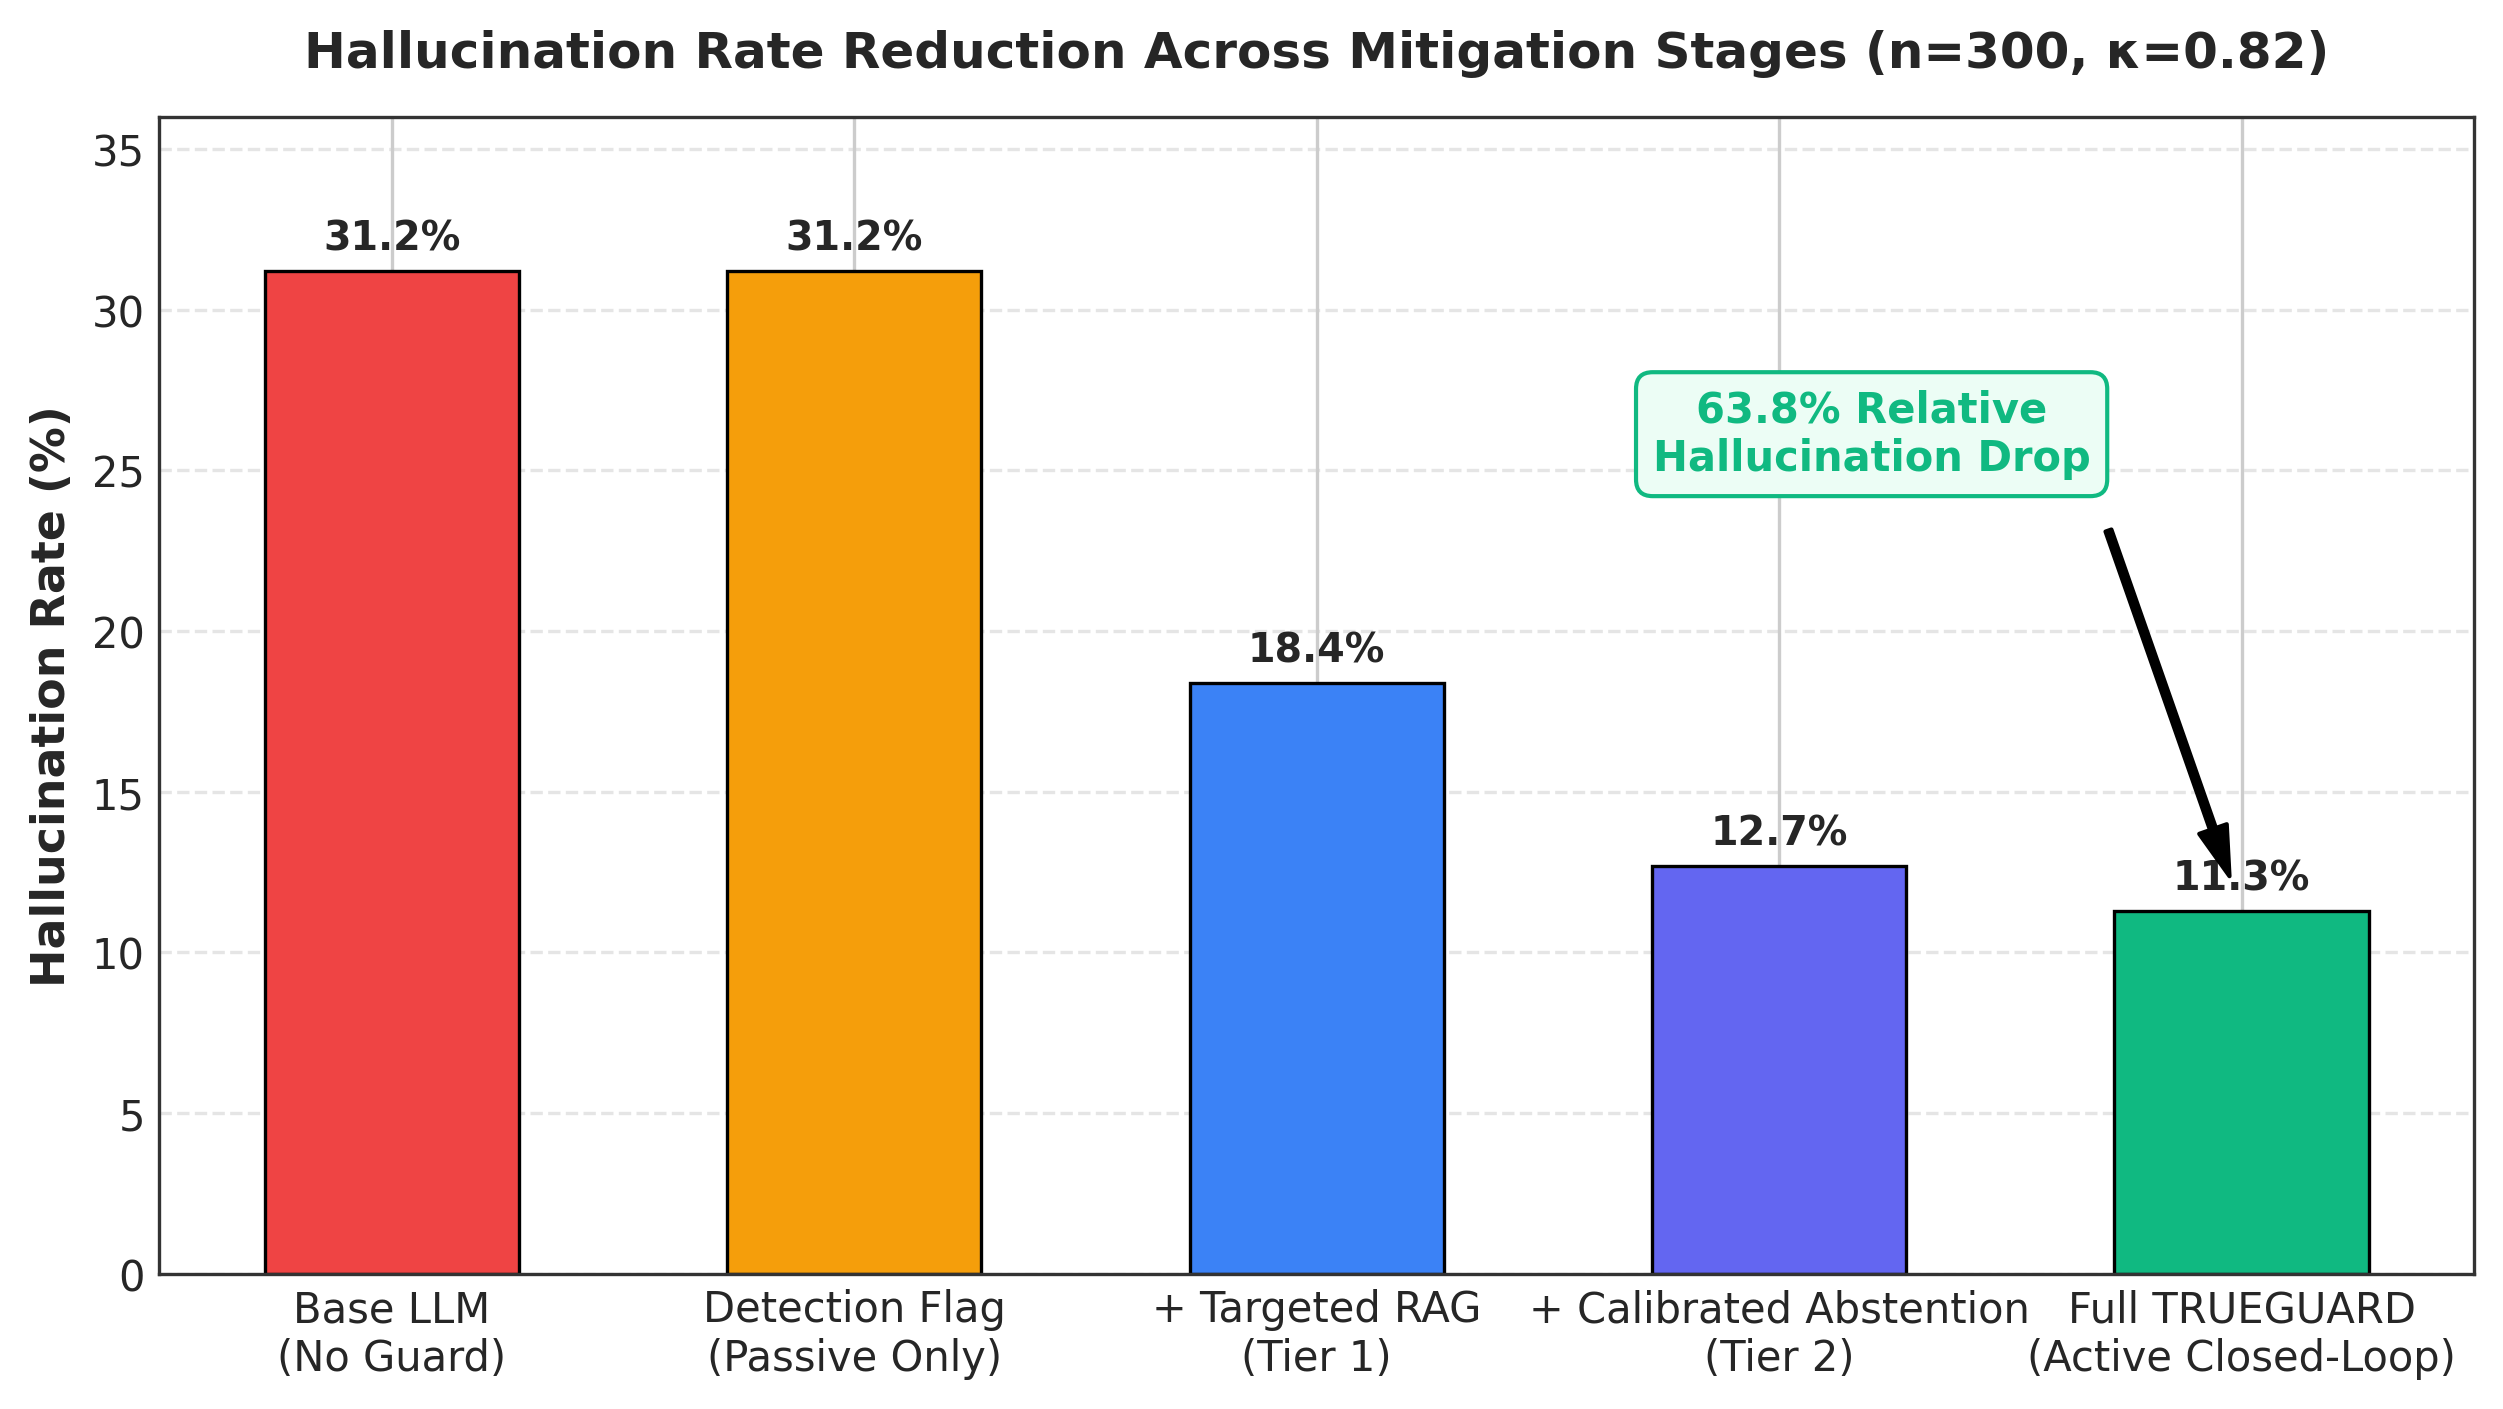 Hallucination Rate Reduction Across Mitigation Stages (n=300, κ=0.82)
Hallucination Rate (%)
35
30
25
20
15
10
5
0
31.2%
31.2%
18.4%
12.7%
11.3%
63.8% Relative
Hallucination Drop
Base LLM
(No Guard)
Detection Flag
(Passive Only)
+ Targeted RAG
(Tier 1)
+ Calibrated Abstention
(Tier 2)
Full TRUEGUARD
(Active Closed-Loop)